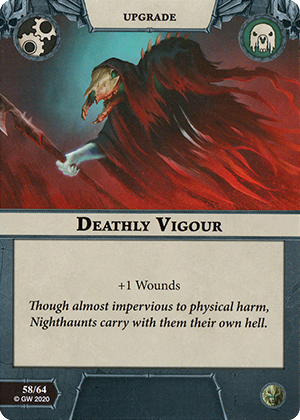 UPGRADE
DEATHLY VIGOUR
+1 Wounds
Though almost impervious to physical harm,
Nighthaunts carry with them their own hell.
58/64
© GW 2020